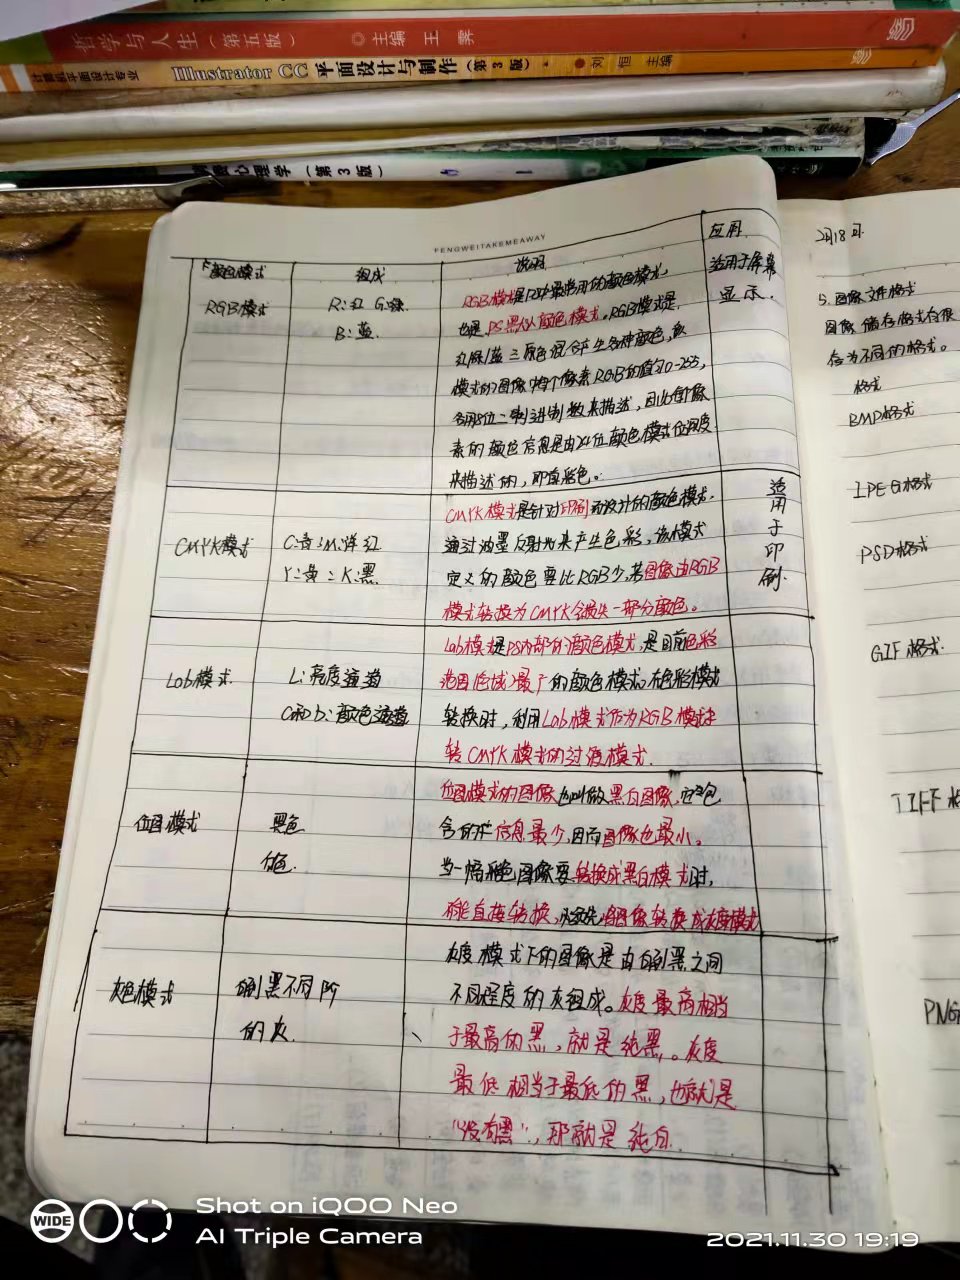 哲学与人生（第五版） ◎主编 王霁
计算机平面设计专业 Illustrator CC 平面设计与制作（第3版） 刘恒 主编
心理学（第3版）
FENGWEITAKEMEAWAY
颜色模式 组成 说明 应用
RGB模式 R:红 G:绿
B:蓝
RGB模式是PS中最常用的颜色模式，
也是PS默认颜色模式。RGB模式是
红/绿/蓝三原色混合产生各种颜色，
模式的图像中每个像素RGB的值为0-255，
各用8位二制进制数来描述，因此每个像
素的颜色信息是由24位颜色模式位深度
来描述的，即真彩色。
适用于屏幕
显示.
CMYK模式 C:青:M:洋红
Y:黄:K:黑
CMYK模式是针对印刷而设计的颜色模式.
通过油墨反射光来产生色彩，该模式
定义的颜色要比RGB少，若图像由RGB
模式转换为CMYK会损失一部分颜色。
适用于印刷.
Lab模式 L:亮度通道
a和b:颜色通道
Lab模式是PS内部的颜色模式，是目前色彩
范围(区域)最广的颜色模式。在色彩模式
转换时，利用Lab模式作为RGB模式
转CMYK模式的过渡模式.
位图模式 黑色
白色.
位图模式的图像也叫做黑白图像，它包
含的信息最少，因而图像也最小。
当一幅彩色图像要转换成黑白模式时，
不能直接转换，必须先将图像转换成灰度模式
灰色模式 白到黑不同阶
的灰.
灰度模式下的图像是由白到黑之间
不同程度的灰组成。灰度最高相当
于最高的黑，就是纯黑。灰度
最低相当于最低的黑，也就是
“没有黑”，那就是纯白.
2月18日.
5.图像文件格式
图像储存格式有很
存为不同的格式。
格式
BMP格式
JPEG格式
PSD格式
GIF格式.
TIFF格
PNG
WIDE
Shot on iQOO Neo
AI Triple Camera
2021.11.30 19:19